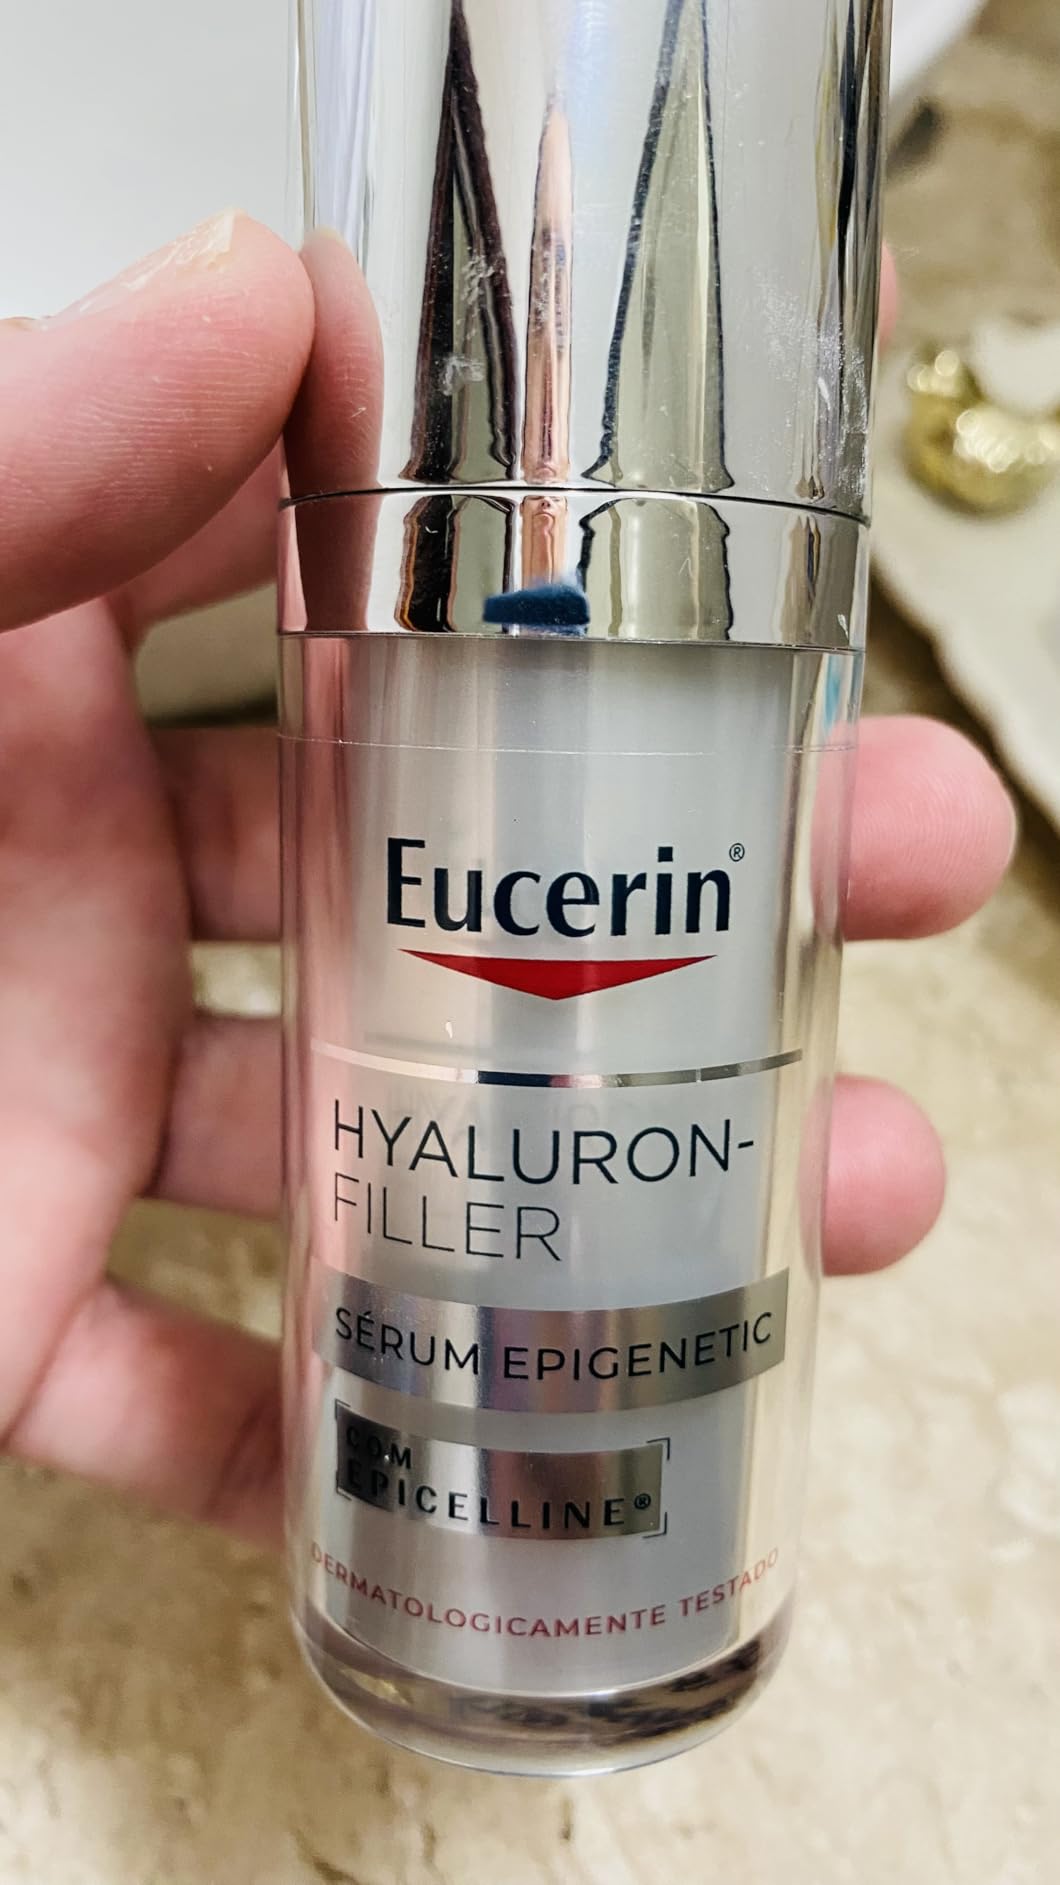 Eucerin®
HYALURON-
FILLER
SÉRUM EPIGENETIC
COM
EPICELLINE®
DERMATOLOGICAMENTE TESTADO